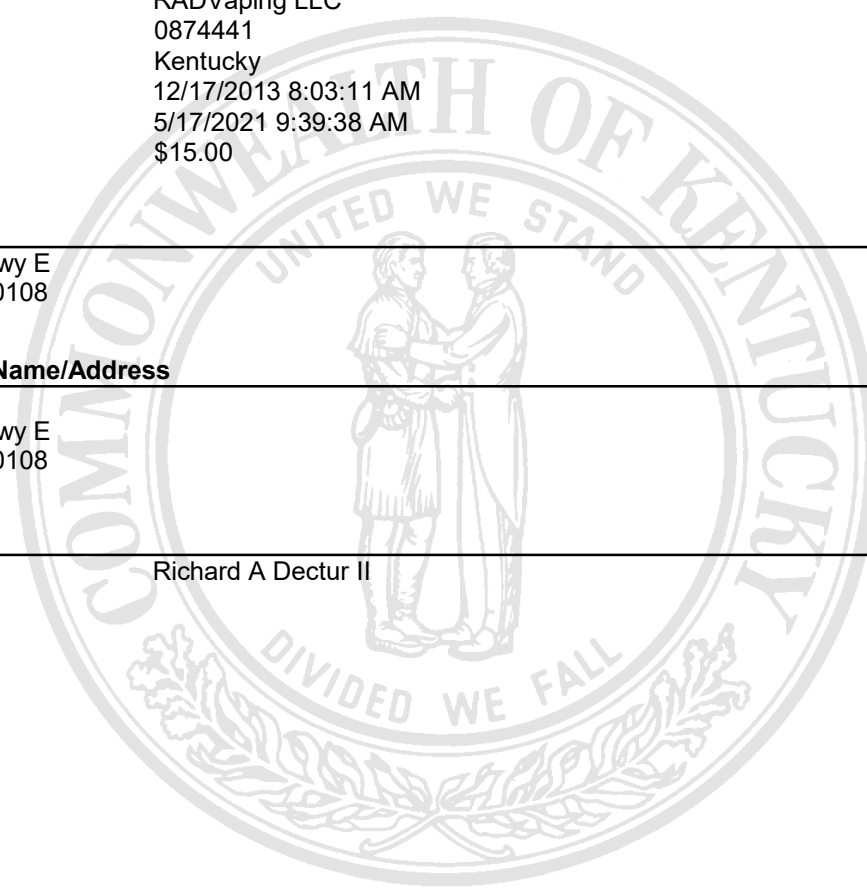 RADVaping LLC
0874441
Kentucky
12/17/2013 8:03:11 AM
5/17/2021 9:39:38 AM
$15.00
wy E
0108
Name/Address
wy E
0108
Richard A Dectur II
COMMONWEALTH OF KENTUCKY
UNITED WE STAND
DIVIDED WE FALL